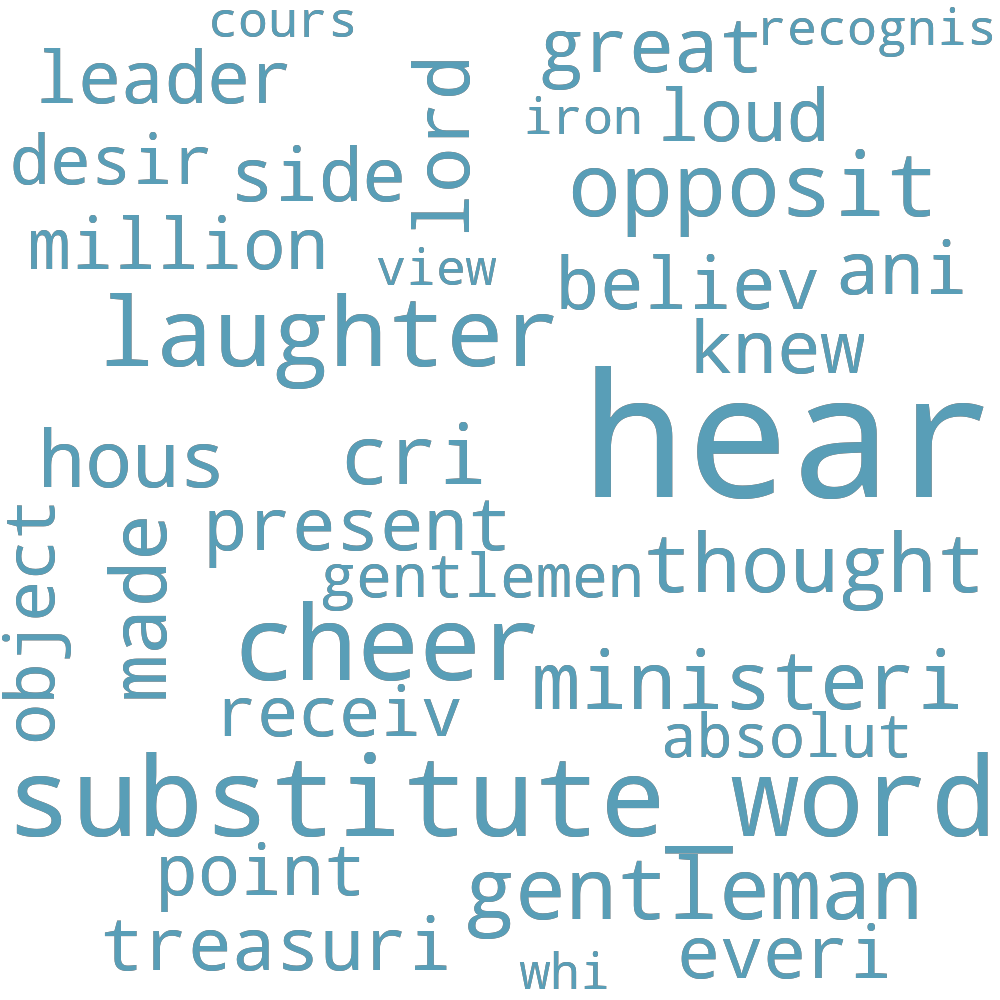 cours
recognis
great
leader
lord
iron
loud
desir
side
opposit
million
view
believ
ani
laughter
knew
hear
hous
cri
object
made
present
gentlemen
thought
cheer
ministeri
receiv
absolut
substitute_word
point
gentleman
treasuri
everi
whi